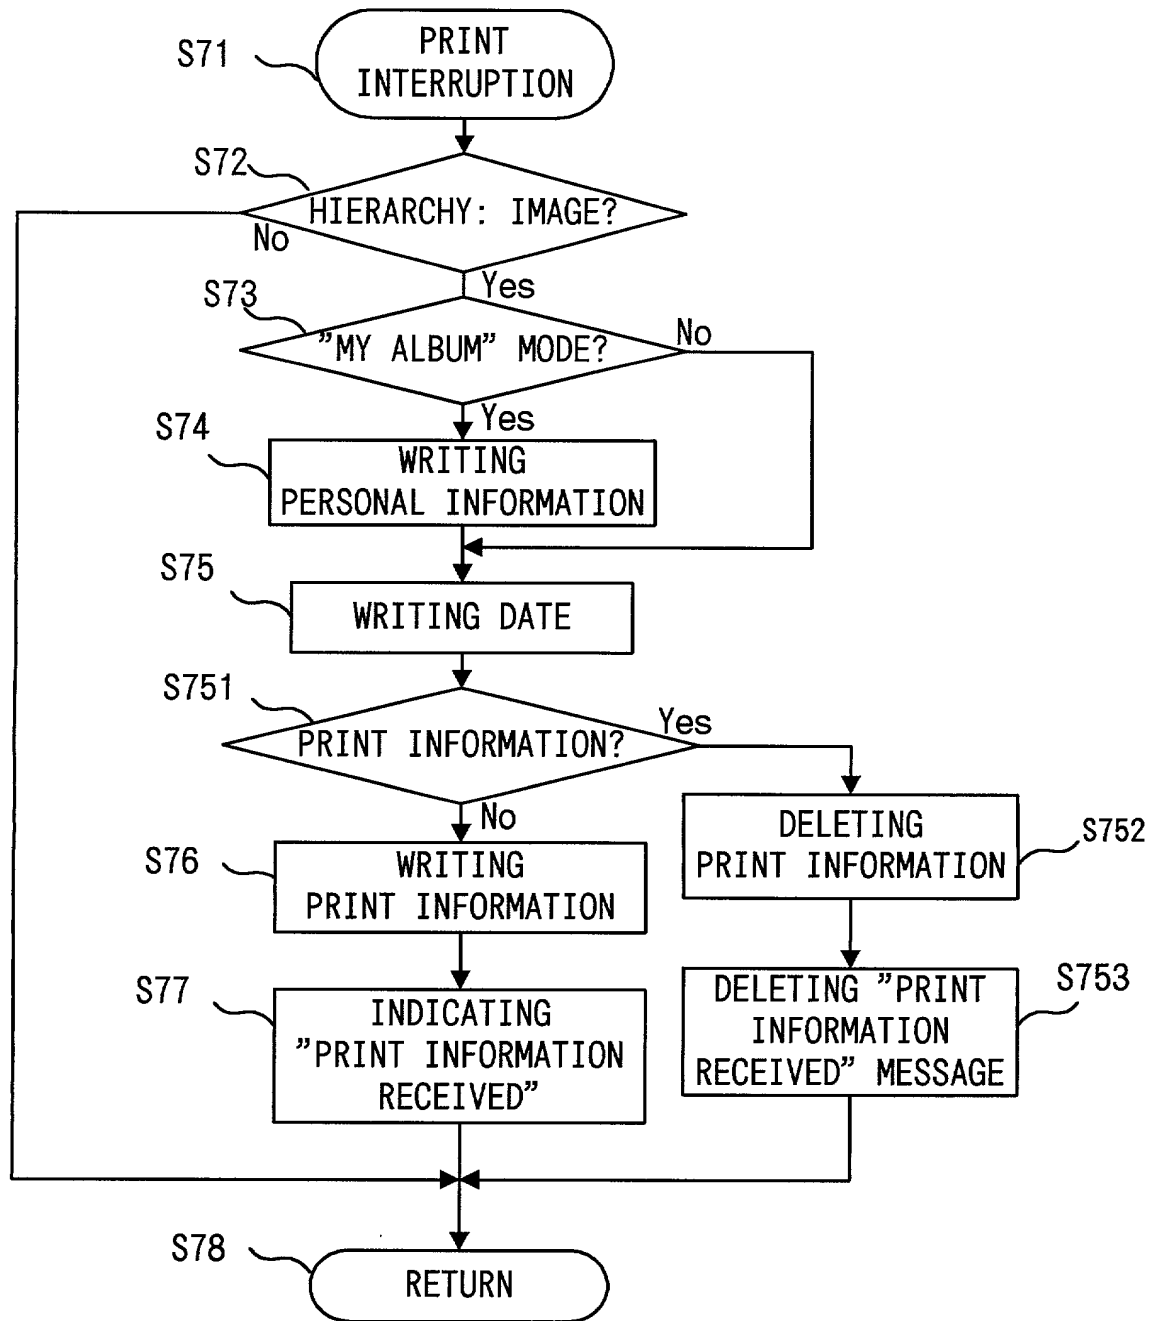 S71
PRINT
INTERRUPTION
S72
HIERARCHY: IMAGE?
No
Yes
S73
”MY ALBUM” MODE?
No
Yes
S74
WRITING
PERSONAL INFORMATION
S75
WRITING DATE
S751
PRINT INFORMATION?
Yes
No
S76
WRITING
PRINT INFORMATION
DELETING
PRINT INFORMATION
S752
S77
INDICATING
”PRINT INFORMATION
RECEIVED”
DELETING ”PRINT
INFORMATION
RECEIVED” MESSAGE
S753
S78
RETURN